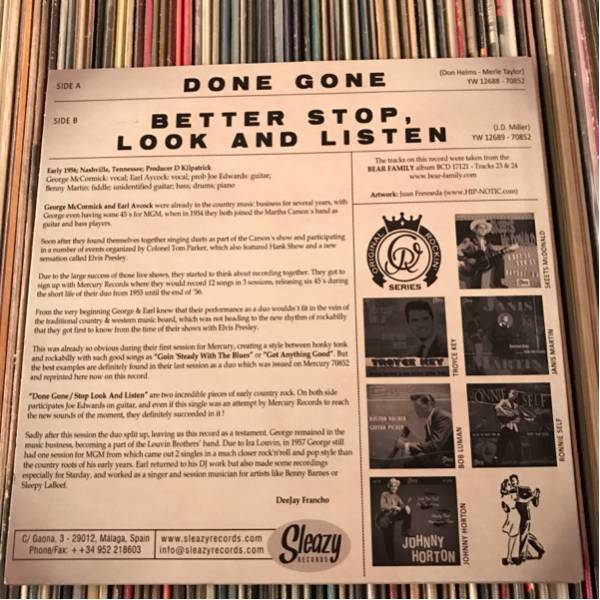 SIDE A
DONE GONE
(Don Helms - Merle Taylor)
YW 12688 - 70852
SIDE B
BETTER STOP,
LOOK AND LISTEN
(J.D. Miller)
YW 12689 - 70852
Early 1956; Nashville, Tennessee; Producer D Kilpatrick
George McCormick: vocal; Earl Aycock: vocal; prob Joe Edwards: guitar;
Benny Martin: fiddle; unidentified guitar; bass; drums; piano
George McCormick and Earl Avcock were already in the country music business for several years, with
George even having some 45's for MGM, when in 1954 they both joined the Martha Carson's band as
guitar and bass players.
Soon after they found themselves together singing duets as part of the Carson's show and participating
in a number of events organized by Colonel Tom Parker, which also featured Hank Show and a new
sensation called Elvis Presley.
Due to the large success of those live shows, they started to think about recording together. They got to
sign up with Mercury Records where they would record 12 songs in 3 sessions, releasing six 45's during
the short life of their duo from 1955 until the end of '56.
From the very beginning George & Earl knew that their performance as a duo wouldn't fit in the vein of
the traditional country & western music board, which was not heading to the new rhythm of rockabilly
that they got first to know from the time of their shows with Elvis Presley.
This was already so obvious during their first session for Mercury, creating a style between honky tonk
and rockabilly with such good songs as "Goin 'Steady With The Blues" or "Got Anything Good". But
the best examples are definitely found in their last session as a duo which was issued on Mercury 70852
and reprinted here now on this record.
"Done Gone / Stop Look And Listen" are two incredible pieces of early country rock. On both side
participates Joe Edwards on guitar, and even if this single was an attempt by Mercury Records to reach
the new sounds of the moment, they definitely succeeded in it !
Sadly after this session the duo split up, leaving us this record as a testament. George remained in the
music business, becoming a part of the Louvin Brothers' band. Due to Ira Louvin, in 1957 George still
had one session for MGM from which came out 2 singles in a much closer rock'n'roll and pop style than
the country roots of his early years. Earl returned to his DJ work but also made some recordings
especially for Starday, and worked as a singer and session musician for artists like Benny Barnes or
Sleepy LaBeef.
DeeJay Francho
The tracks on this record were taken from the
BEAR FAMILY album BCD 17121 - Tracks 23 & 24
www.bear-family.com
Artwork: Juan Freneda (www.HIP-NOTIC.com)
ORIGINAL ROCKIN'
OR
SERIES
SKEETS McDONALD
TROYCE KEY
TROYCE KEY
JANIS
MARTIN
JANIS MARTIN
BOB LUMAN
RONNIE SELF
RONNIE SELF
JOHNNY
HORTON
JOHNNY HORTON
C/ Gaona, 3 - 29012, Málaga, Spain
Phone/Fax: ++34 952 218603
www.sleazyrecords.com
info@sleazyrecords.com
Sleazy
RECORDS